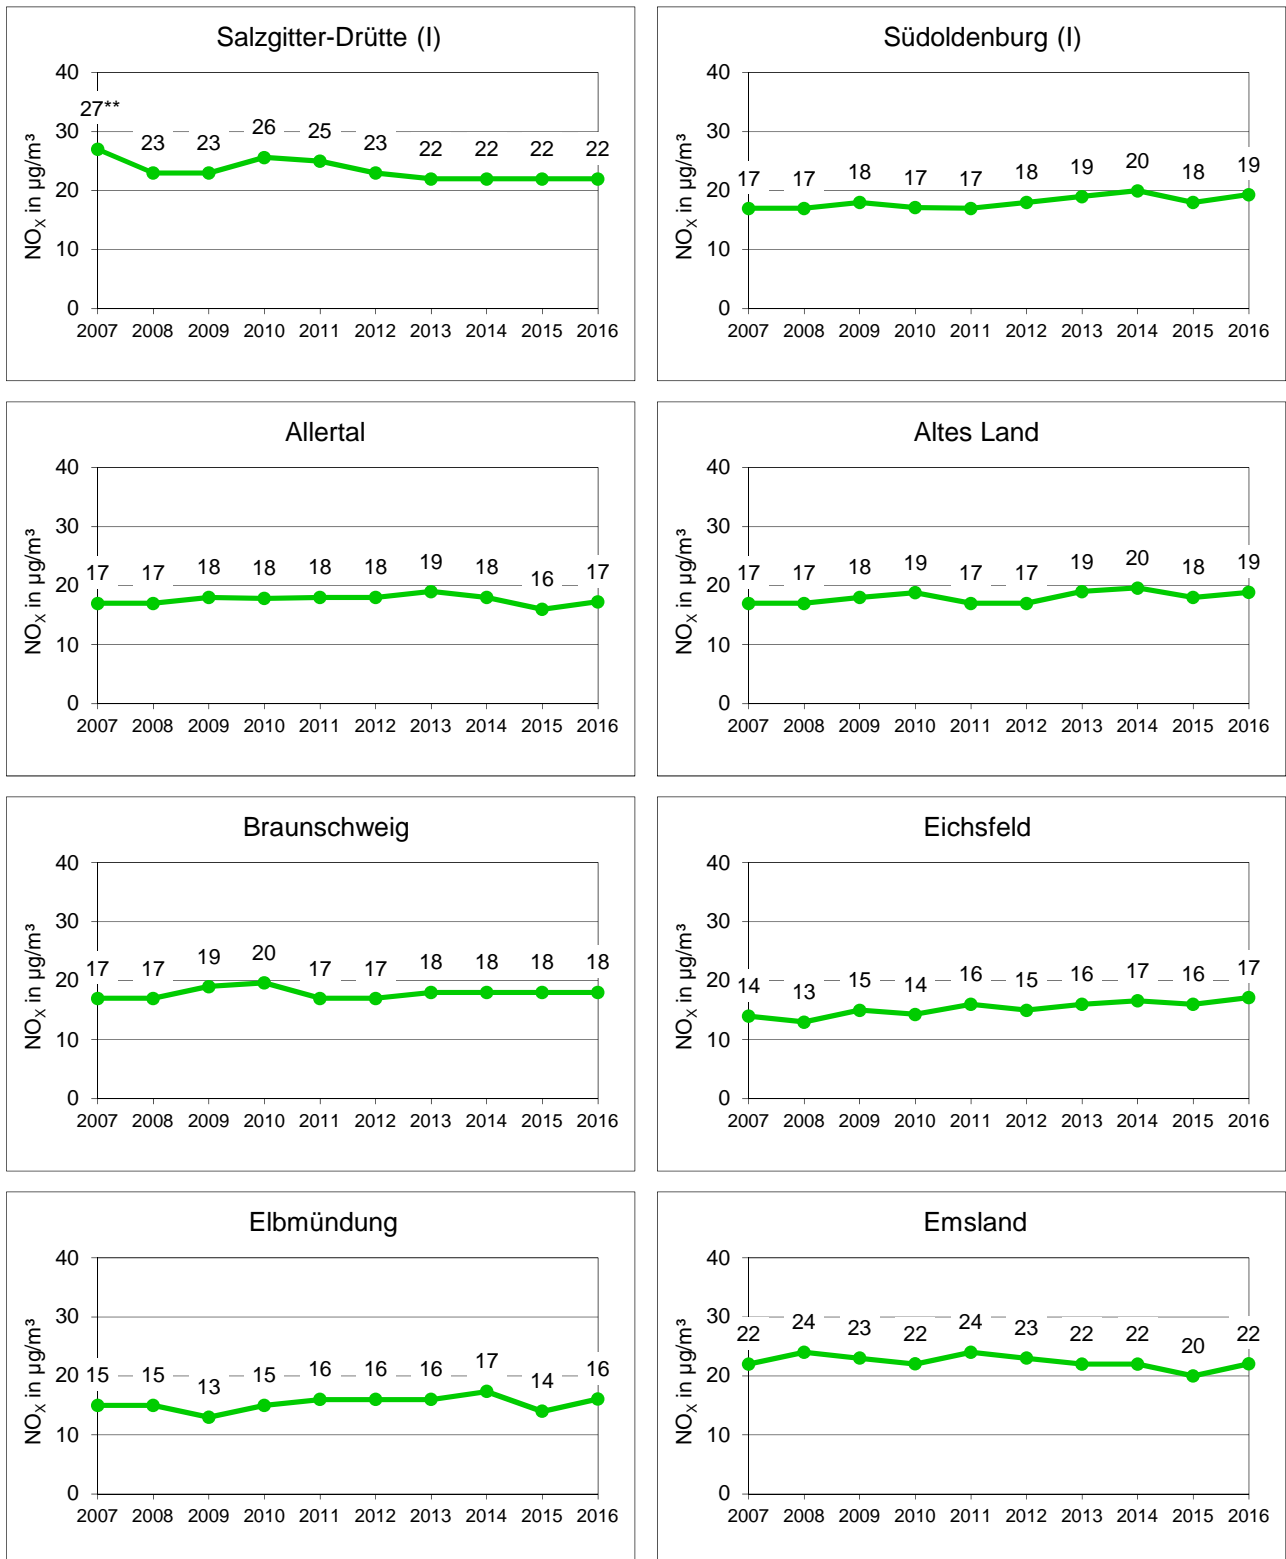 Salzgitter-Drütte (I)
NOX in µg/m³
40
30
20
10
0
27** 23 23 26 25 23 22 22 22 22
2007 2008 2009 2010 2011 2012 2013 2014 2015 2016
Südoldenburg (I)
NOX in µg/m³
40
30
20
10
0
17 17 18 17 17 18 19 20 18 19
2007 2008 2009 2010 2011 2012 2013 2014 2015 2016
Allertal
NOX in µg/m³
40
30
20
10
0
17 17 18 18 18 18 19 18 16 17
2007 2008 2009 2010 2011 2012 2013 2014 2015 2016
Altes Land
NOX in µg/m³
40
30
20
10
0
17 17 18 19 17 17 19 20 18 19
2007 2008 2009 2010 2011 2012 2013 2014 2015 2016
Braunschweig
NOX in µg/m³
40
30
20
10
0
17 17 19 20 17 17 18 18 18 18
2007 2008 2009 2010 2011 2012 2013 2014 2015 2016
Eichsfeld
NOX in µg/m³
40
30
20
10
0
14 13 15 14 16 15 16 17 16 17
2007 2008 2009 2010 2011 2012 2013 2014 2015 2016
Elbmündung
NOX in µg/m³
40
30
20
10
0
15 15 13 15 16 16 16 17 14 16
2007 2008 2009 2010 2011 2012 2013 2014 2015 2016
Emsland
NOX in µg/m³
40
30
20
10
0
22 24 23 22 24 23 22 22 20 22
2007 2008 2009 2010 2011 2012 2013 2014 2015 2016